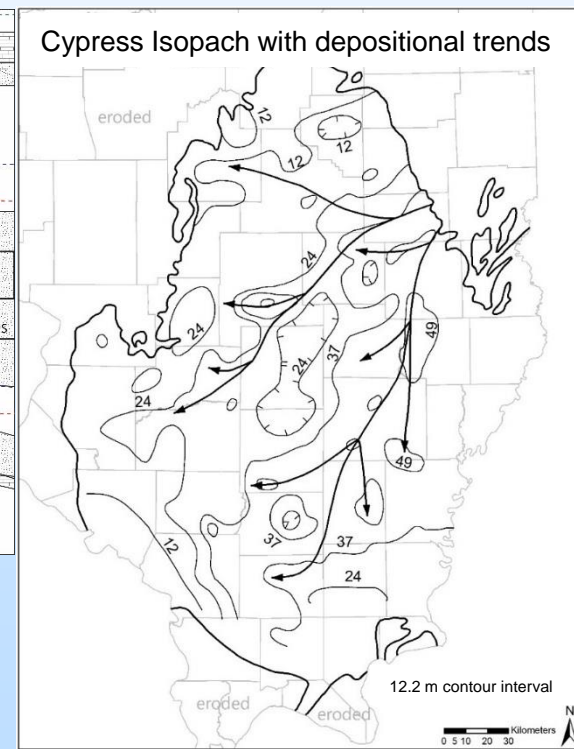 Cypress Isopach with depositional trends
eroded
12
12
12
24
24
24
37
49
24
49
37
37
12
24
12.2 m contour interval
eroded
eroded
Kilometers
0 5 10 20 30
N